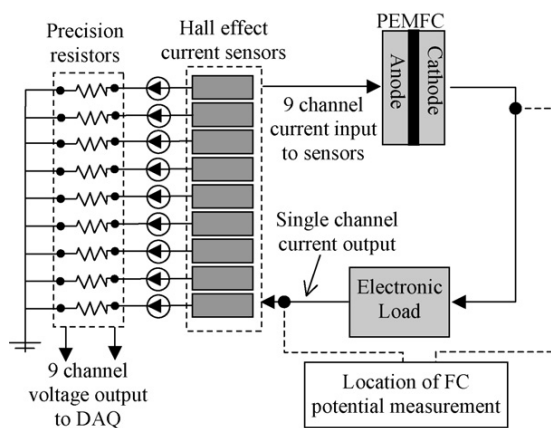 Precision
resistors
Hall effect
current sensors
PEMFC
Anode
Cathode
9 channel
current input
to sensors
Single channel
current output
Electronic
Load
9 channel
voltage output
to DAQ
Location of FC
potential measurement